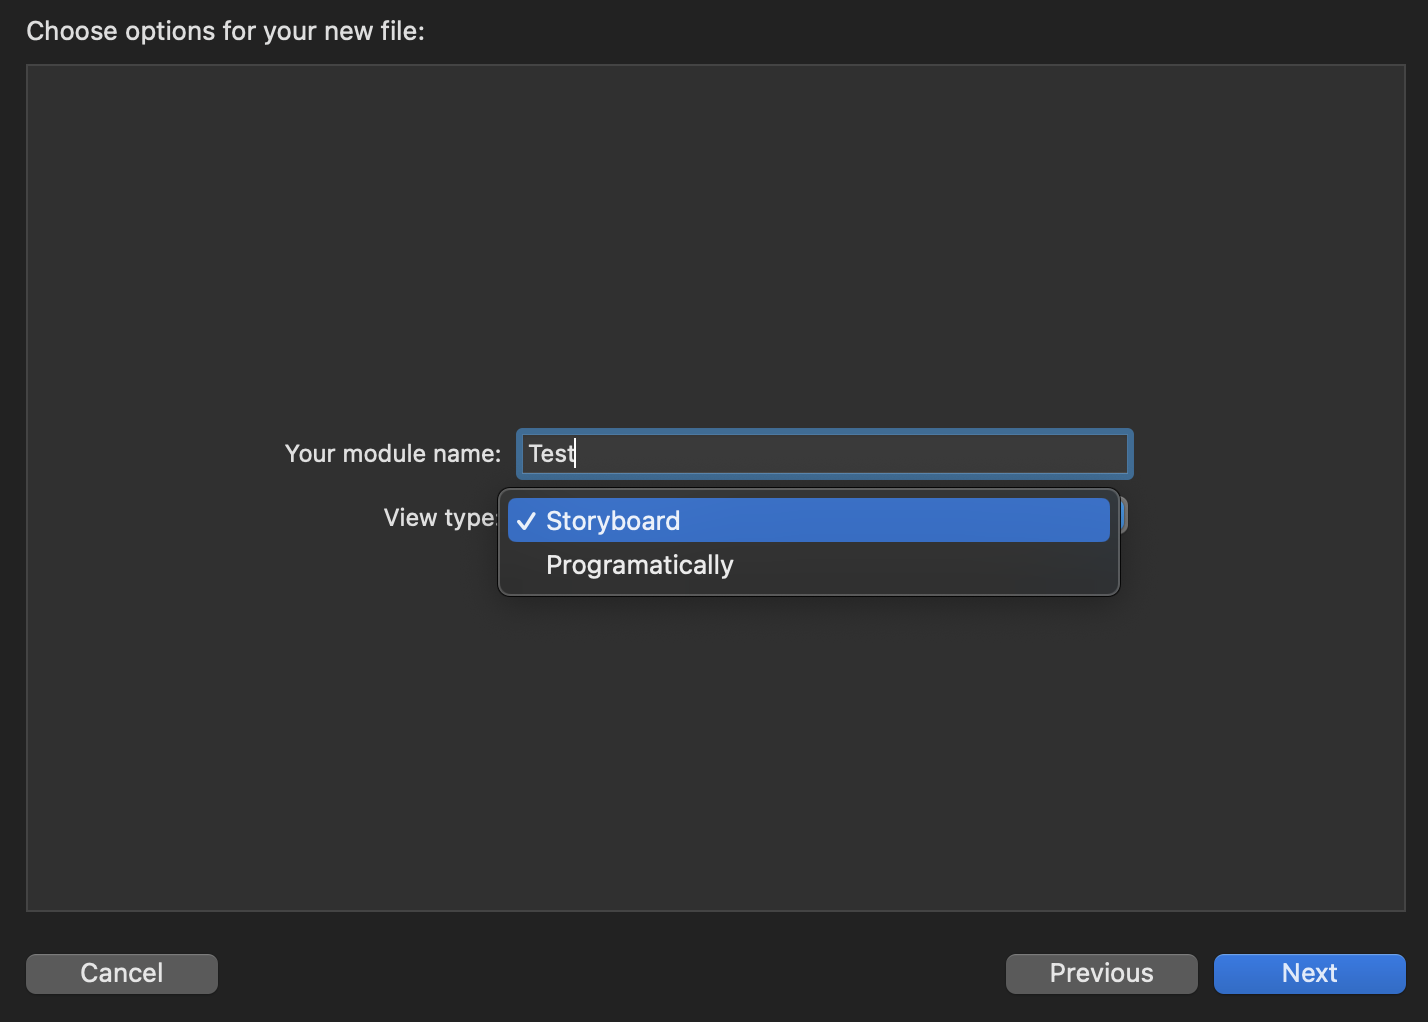 Choose options for your new file:
Your module name: Test
View type: ✓ Storyboard
Programatically
Cancel Previous Next